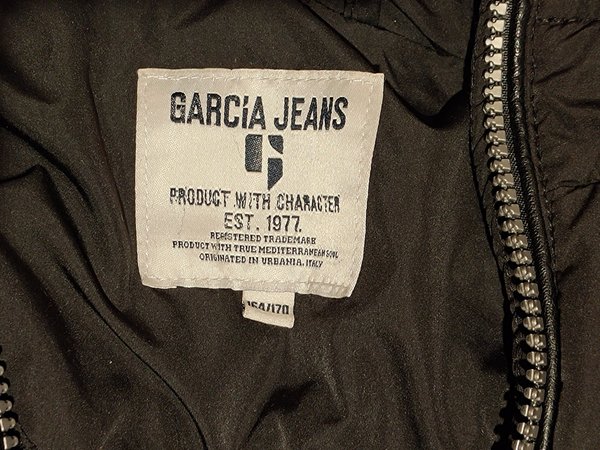 GARCiA JEANS
PRODUCT WITH CHARACTER
EST. 1977.
REGISTERED TRADEMARK
PRODUCT WITH TRUE MEDITERRANEAN SOUL
ORIGINATED IN URBANIA, ITALY
164/170